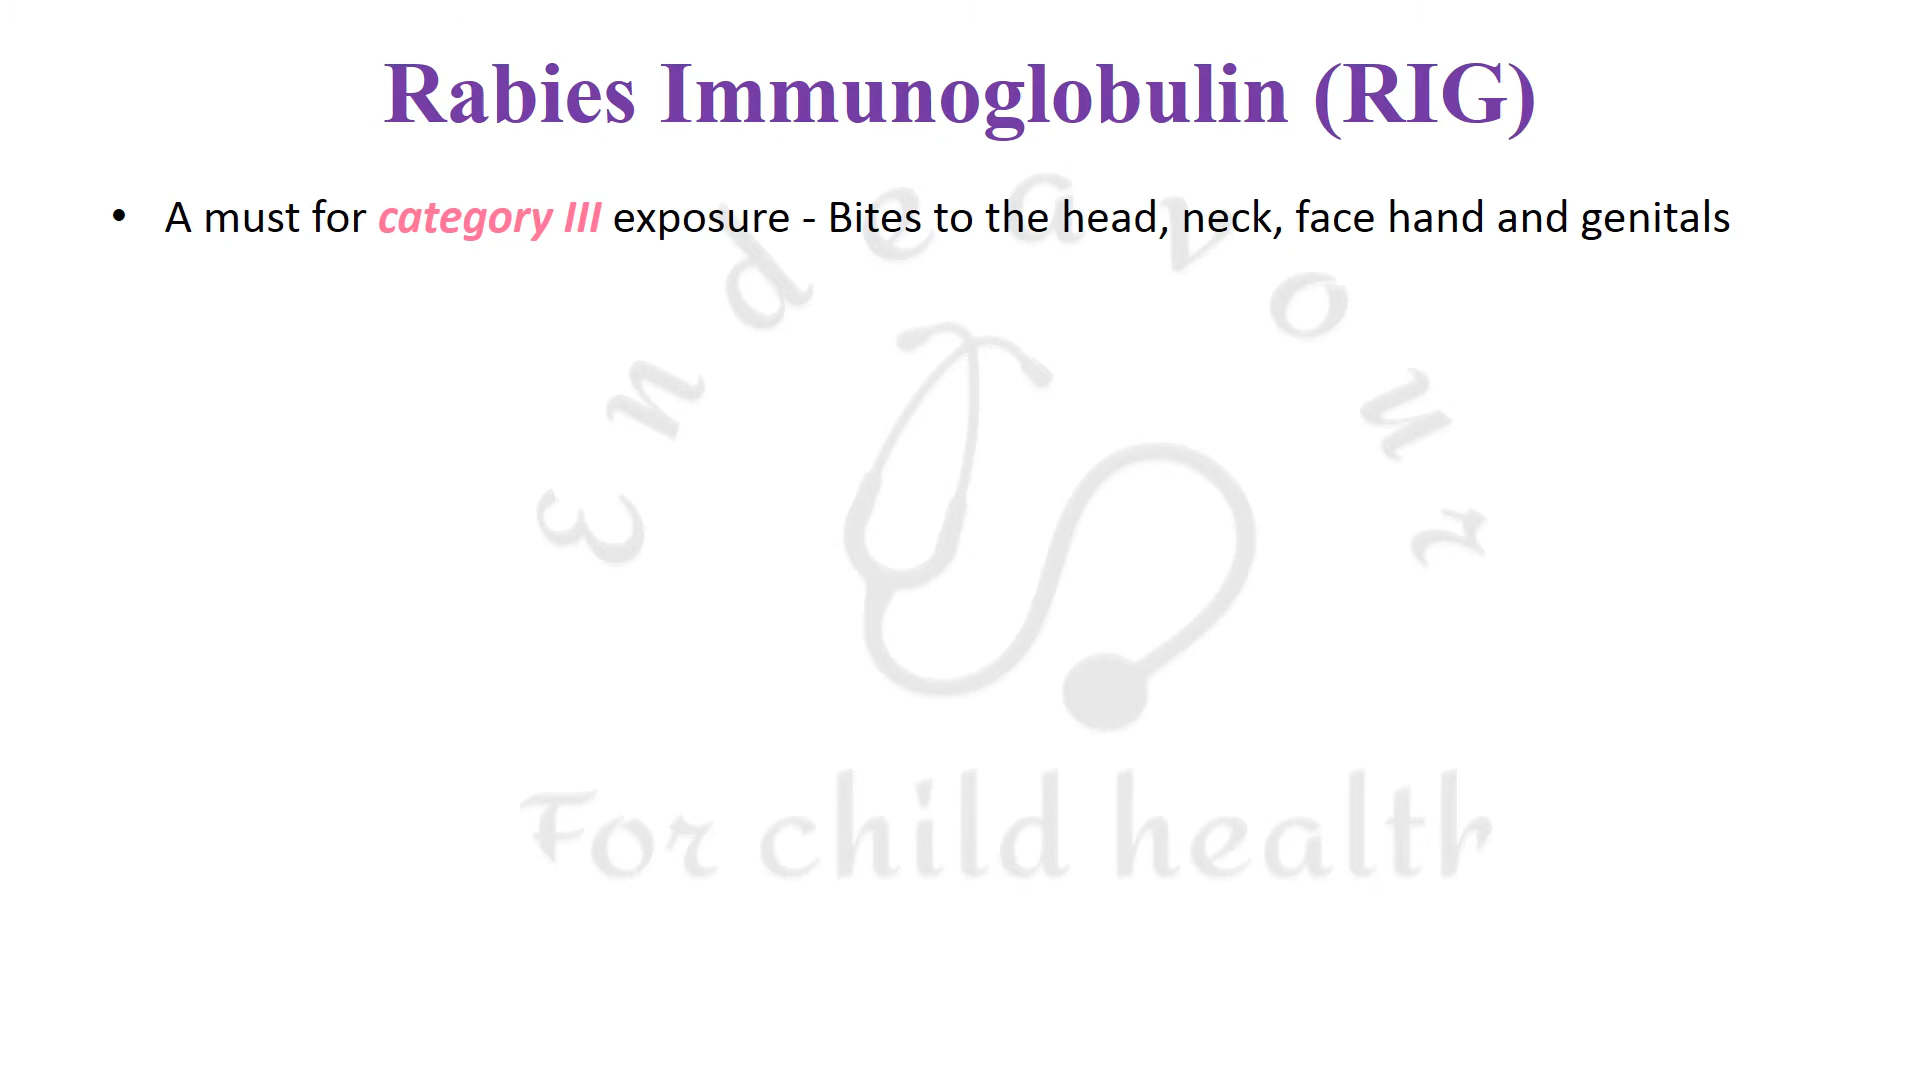 Rabies Immunoglobulin (RIG)
• A must for category III exposure - Bites to the head, neck, face hand and genitals
Endeavour
For child health